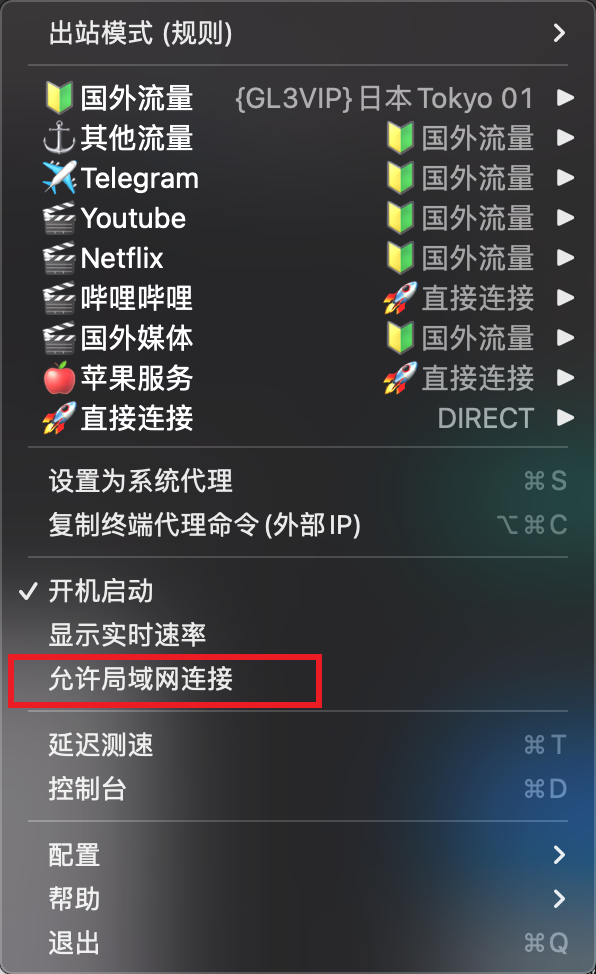 出站模式 (规则)
国外流量 {GL3VIP}日本 Tokyo 01
其他流量 国外流量
Telegram 国外流量
Youtube 国外流量
Netflix 国外流量
哔哩哔哩 直接连接
国外媒体 国外流量
苹果服务 直接连接
直接连接 DIRECT
设置为系统代理 ⌘S
复制终端代理命令(外部IP) ⌥⌘C
✓ 开机启动
显示实时速率
允许局域网连接
延迟测速 ⌘T
控制台 ⌘D
配置
帮助
退出 ⌘Q